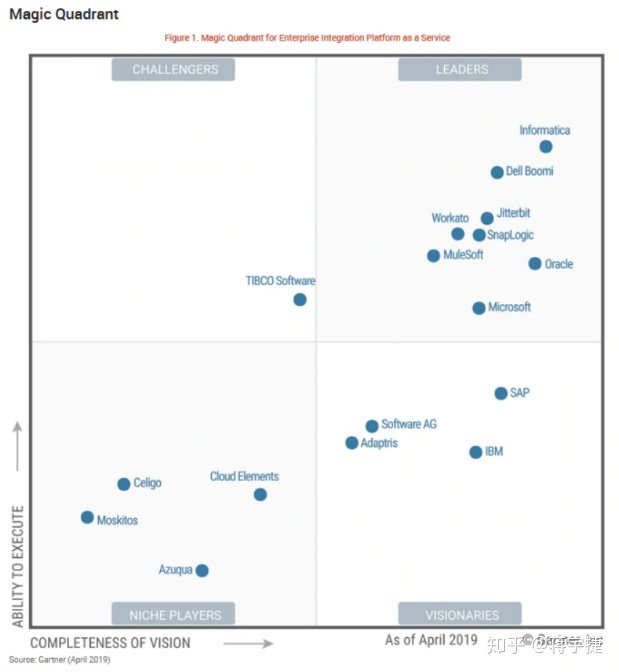 Magic Quadrant
Figure 1. Magic Quadrant for Enterprise Integration Platform as a Service
CHALLENGERS
LEADERS
Informatica
Dell Boomi
Workato
Jitterbit
SnapLogic
MuleSoft
Oracle
TIBCO Software
Microsoft
SAP
Software AG
Adaptris
IBM
Celigo
Cloud Elements
Moskitos
Azuqua
NICHE PLAYERS
VISIONARIES
ABILITY TO EXECUTE
COMPLETENESS OF VISION
As of April 2019
© Gartner, Inc
知乎
Source: Gartner (April 2019)